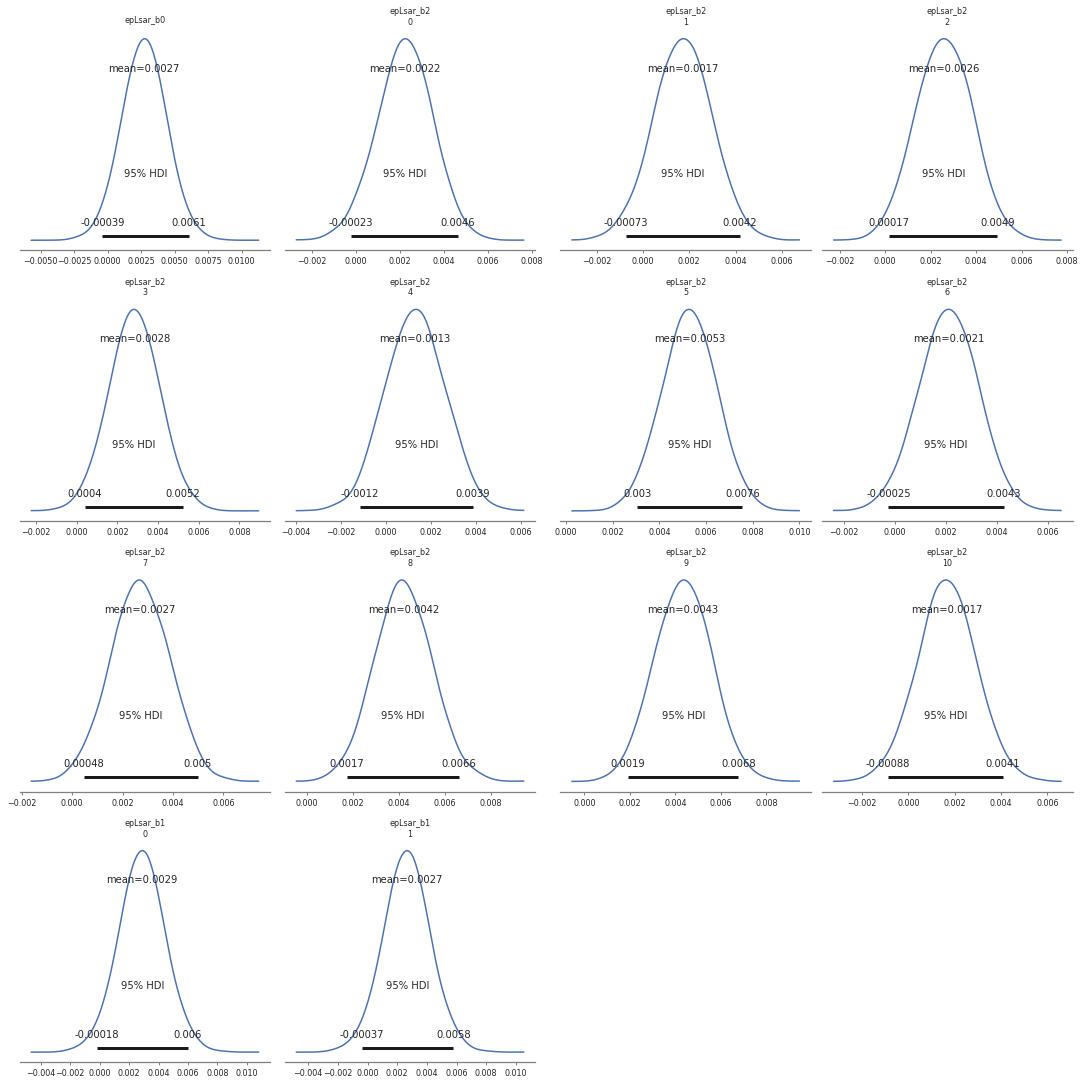 epLsar_b0
mean=0.0027
95% HDI
-0.00039 0.0061
−0.0050 −0.0025 0.0000 0.0025 0.0050 0.0075 0.0100
epLsar_b2
0
mean=0.0022
95% HDI
-0.00023 0.0046
−0.002 0.000 0.002 0.004 0.006 0.008
epLsar_b2
1
mean=0.0017
95% HDI
-0.00073 0.0042
−0.002 0.000 0.002 0.004 0.006
epLsar_b2
2
mean=0.0026
95% HDI
0.00017 0.0049
−0.002 0.000 0.002 0.004 0.006 0.008
epLsar_b2
3
mean=0.0028
95% HDI
0.0004 0.0052
−0.002 0.000 0.002 0.004 0.006 0.008
epLsar_b2
4
mean=0.0013
95% HDI
-0.0012 0.0039
−0.004 −0.002 0.000 0.002 0.004 0.006
epLsar_b2
5
mean=0.0053
95% HDI
0.003 0.0076
0.000 0.002 0.004 0.006 0.008 0.010
epLsar_b2
6
mean=0.0021
95% HDI
-0.00025 0.0043
−0.002 0.000 0.002 0.004 0.006
epLsar_b2
7
mean=0.0027
95% HDI
0.00048 0.005
−0.002 0.000 0.002 0.004 0.006
epLsar_b2
8
mean=0.0042
95% HDI
0.0017 0.0066
0.000 0.002 0.004 0.006 0.008
epLsar_b2
9
mean=0.0043
95% HDI
0.0019 0.0068
0.000 0.002 0.004 0.006 0.008
epLsar_b2
10
mean=0.0017
95% HDI
-0.00088 0.0041
−0.002 0.000 0.002 0.004 0.006
epLsar_b1
0
mean=0.0029
95% HDI
-0.00018 0.006
−0.004 −0.002 0.000 0.002 0.004 0.006 0.008 0.010
epLsar_b1
1
mean=0.0027
95% HDI
-0.00037 0.0058
−0.004 −0.002 0.000 0.002 0.004 0.006 0.008 0.010